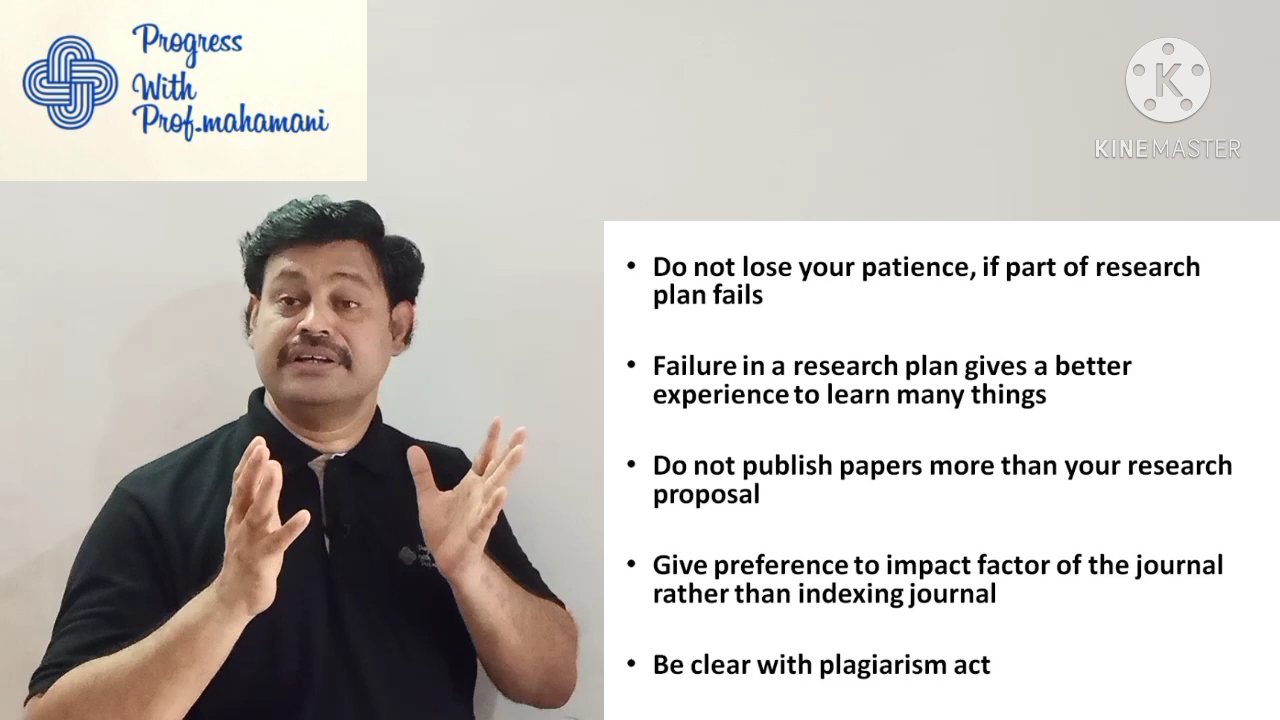 Progress
With
Prof.mahamani
K
KINEMASTER
• Do not lose your patience, if part of research
plan fails
• Failure in a research plan gives a better
experience to learn many things
• Do not publish papers more than your research
proposal
• Give preference to impact factor of the journal
rather than indexing journal
• Be clear with plagiarism act